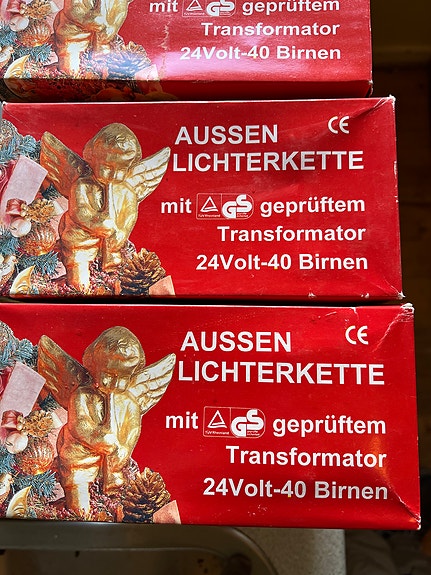 mit GS geprüftem
Transformator
24Volt-40 Birnen
AUSSEN CE
LICHTERKETTE
mit GS geprüftem
Transformator
24Volt-40 Birnen
AUSSEN CE
LICHTERKETTE
mit GS geprüftem
Transformator
24Volt-40 Birnen